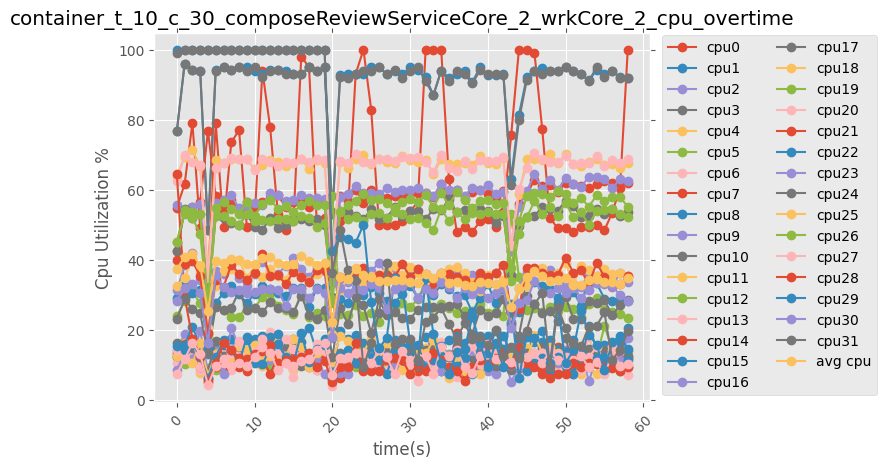 container_t_10_c_30_composeReviewServiceCore_2_wrkCore_2_cpu_overtime
Cpu Utilization %
100
80
60
40
20
0
0
10
20
30
40
50
60
time(s)
cpu0
cpu1
cpu2
cpu3
cpu4
cpu5
cpu6
cpu7
cpu8
cpu9
cpu10
cpu11
cpu12
cpu13
cpu14
cpu15
cpu16
cpu17
cpu18
cpu19
cpu20
cpu21
cpu22
cpu23
cpu24
cpu25
cpu26
cpu27
cpu28
cpu29
cpu30
cpu31
avg cpu